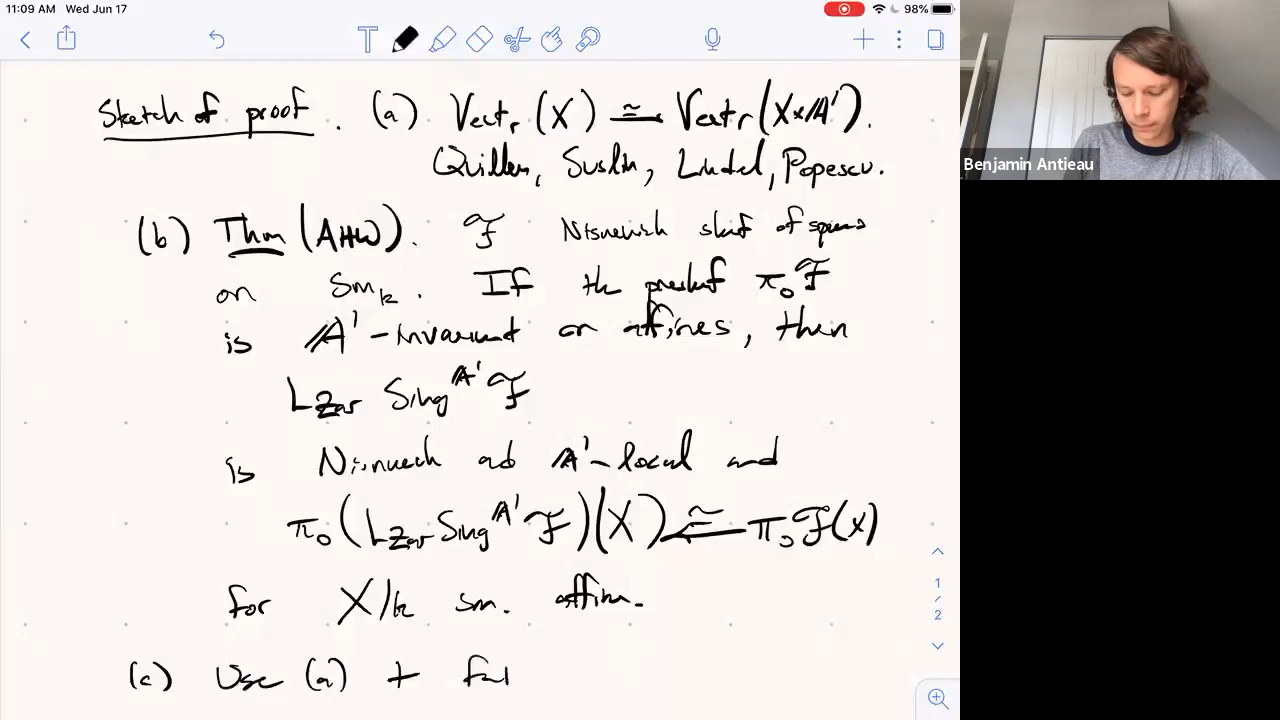 11:09 AM Wed Jun 17
98%
Sketch of proof. (a) Vect_r(X) ≅ Vect_r(X×𝔸¹).
Quillen, Suslin, Lindel, Popescu.
(b) Thm (AHW). ℱ Nisnevich sheaf of spaces
on Sm_k. If the presheaf π₀ℱ
is 𝔸¹-invariant on affines, then
L_Zar Sing^𝔸¹ ℱ
is Nisnevich and 𝔸¹-local and
π₀(L_Zar Sing^𝔸¹ ℱ)(X) ≅ π₀ℱ(X)
for X/k sm. affine.
(c) Use (a) +
Benjamin Antieau
1
/
2